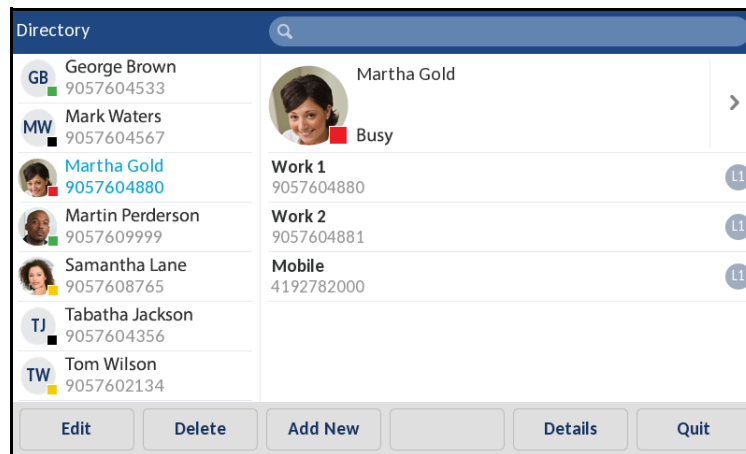 Directory
GB
George Brown
9057604533
MW
Mark Waters
9057604567
Martha Gold
9057604880
Martin Perderson
9057609999
Samantha Lane
9057608765
TJ
Tabatha Jackson
9057604356
TW
Tom Wilson
9057602134
Martha Gold
Busy
Work 1
9057604880
L1
Work 2
9057604881
L1
Mobile
4192782000
L1
Edit
Delete
Add New
Details
Quit